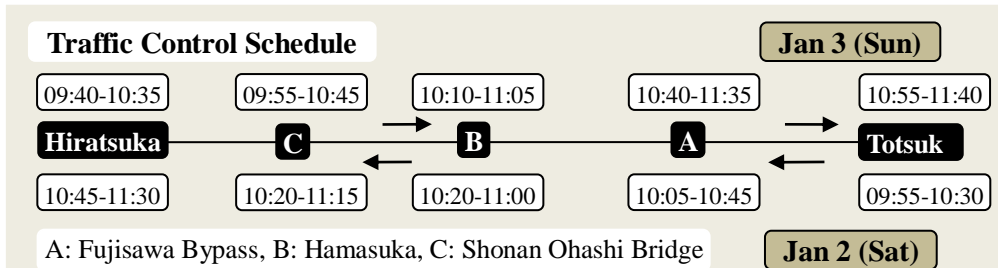 Traffic Control Schedule Jan 3 (Sun)
09:40-10:35 09:55-10:45 10:10-11:05 10:40-11:35 10:55-11:40
Hiratsuka C B A Totsuk
10:45-11:30 10:20-11:15 10:20-11:00 10:05-10:45 09:55-10:30
A: Fujisawa Bypass, B: Hamasuka, C: Shonan Ohashi Bridge Jan 2 (Sat)